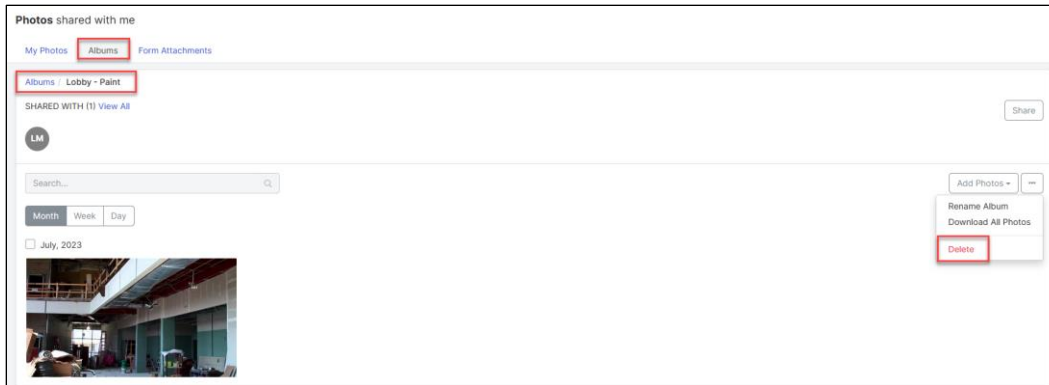 Photos shared with me
My Photos Albums Form Attachments
Albums / Lobby - Paint
SHARED WITH (1) View All
Share
LM
Search...
Add Photos
Rename Album
Download All Photos
Delete
Month Week Day
July, 2023